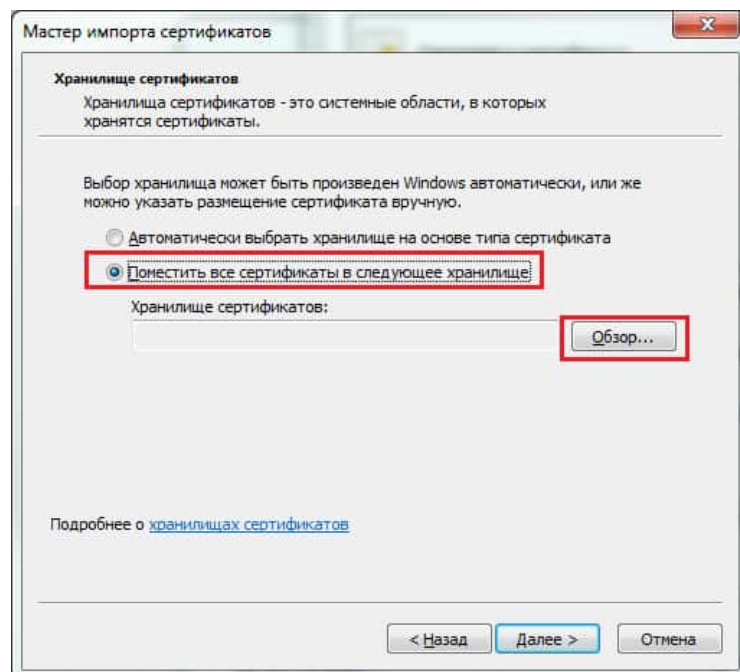 Мастер импорта сертификатов
Хранилище сертификатов
Хранилища сертификатов - это системные области, в которых
хранятся сертификаты.
Выбор хранилища может быть произведен Windows автоматически, или же
можно указать размещение сертификата вручную.
Автоматически выбрать хранилище на основе типа сертификата
Поместить все сертификаты в следующее хранилище
Хранилище сертификатов:
Обзор...
Подробнее о хранилищах сертификатов
< Назад Далее > Отмена